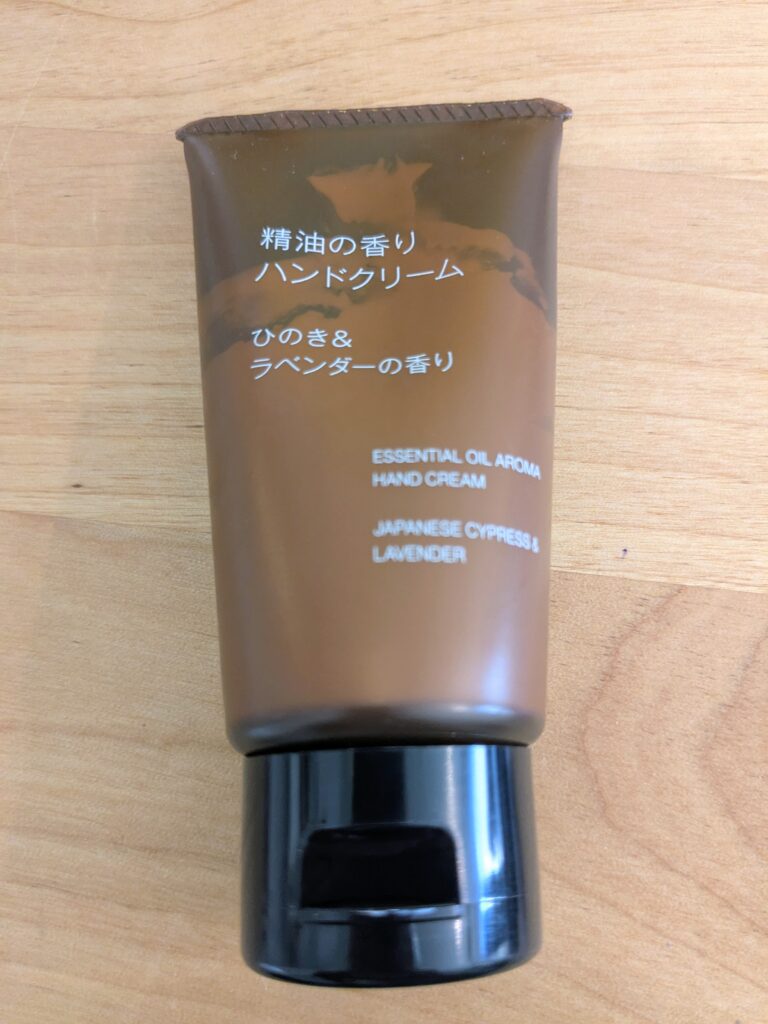 精油の香り
ハンドクリーム
ひのき&
ラベンダーの香り
ESSENTIAL OIL AROMA
HAND CREAM
JAPANESE CYPRESS &
LAVENDER